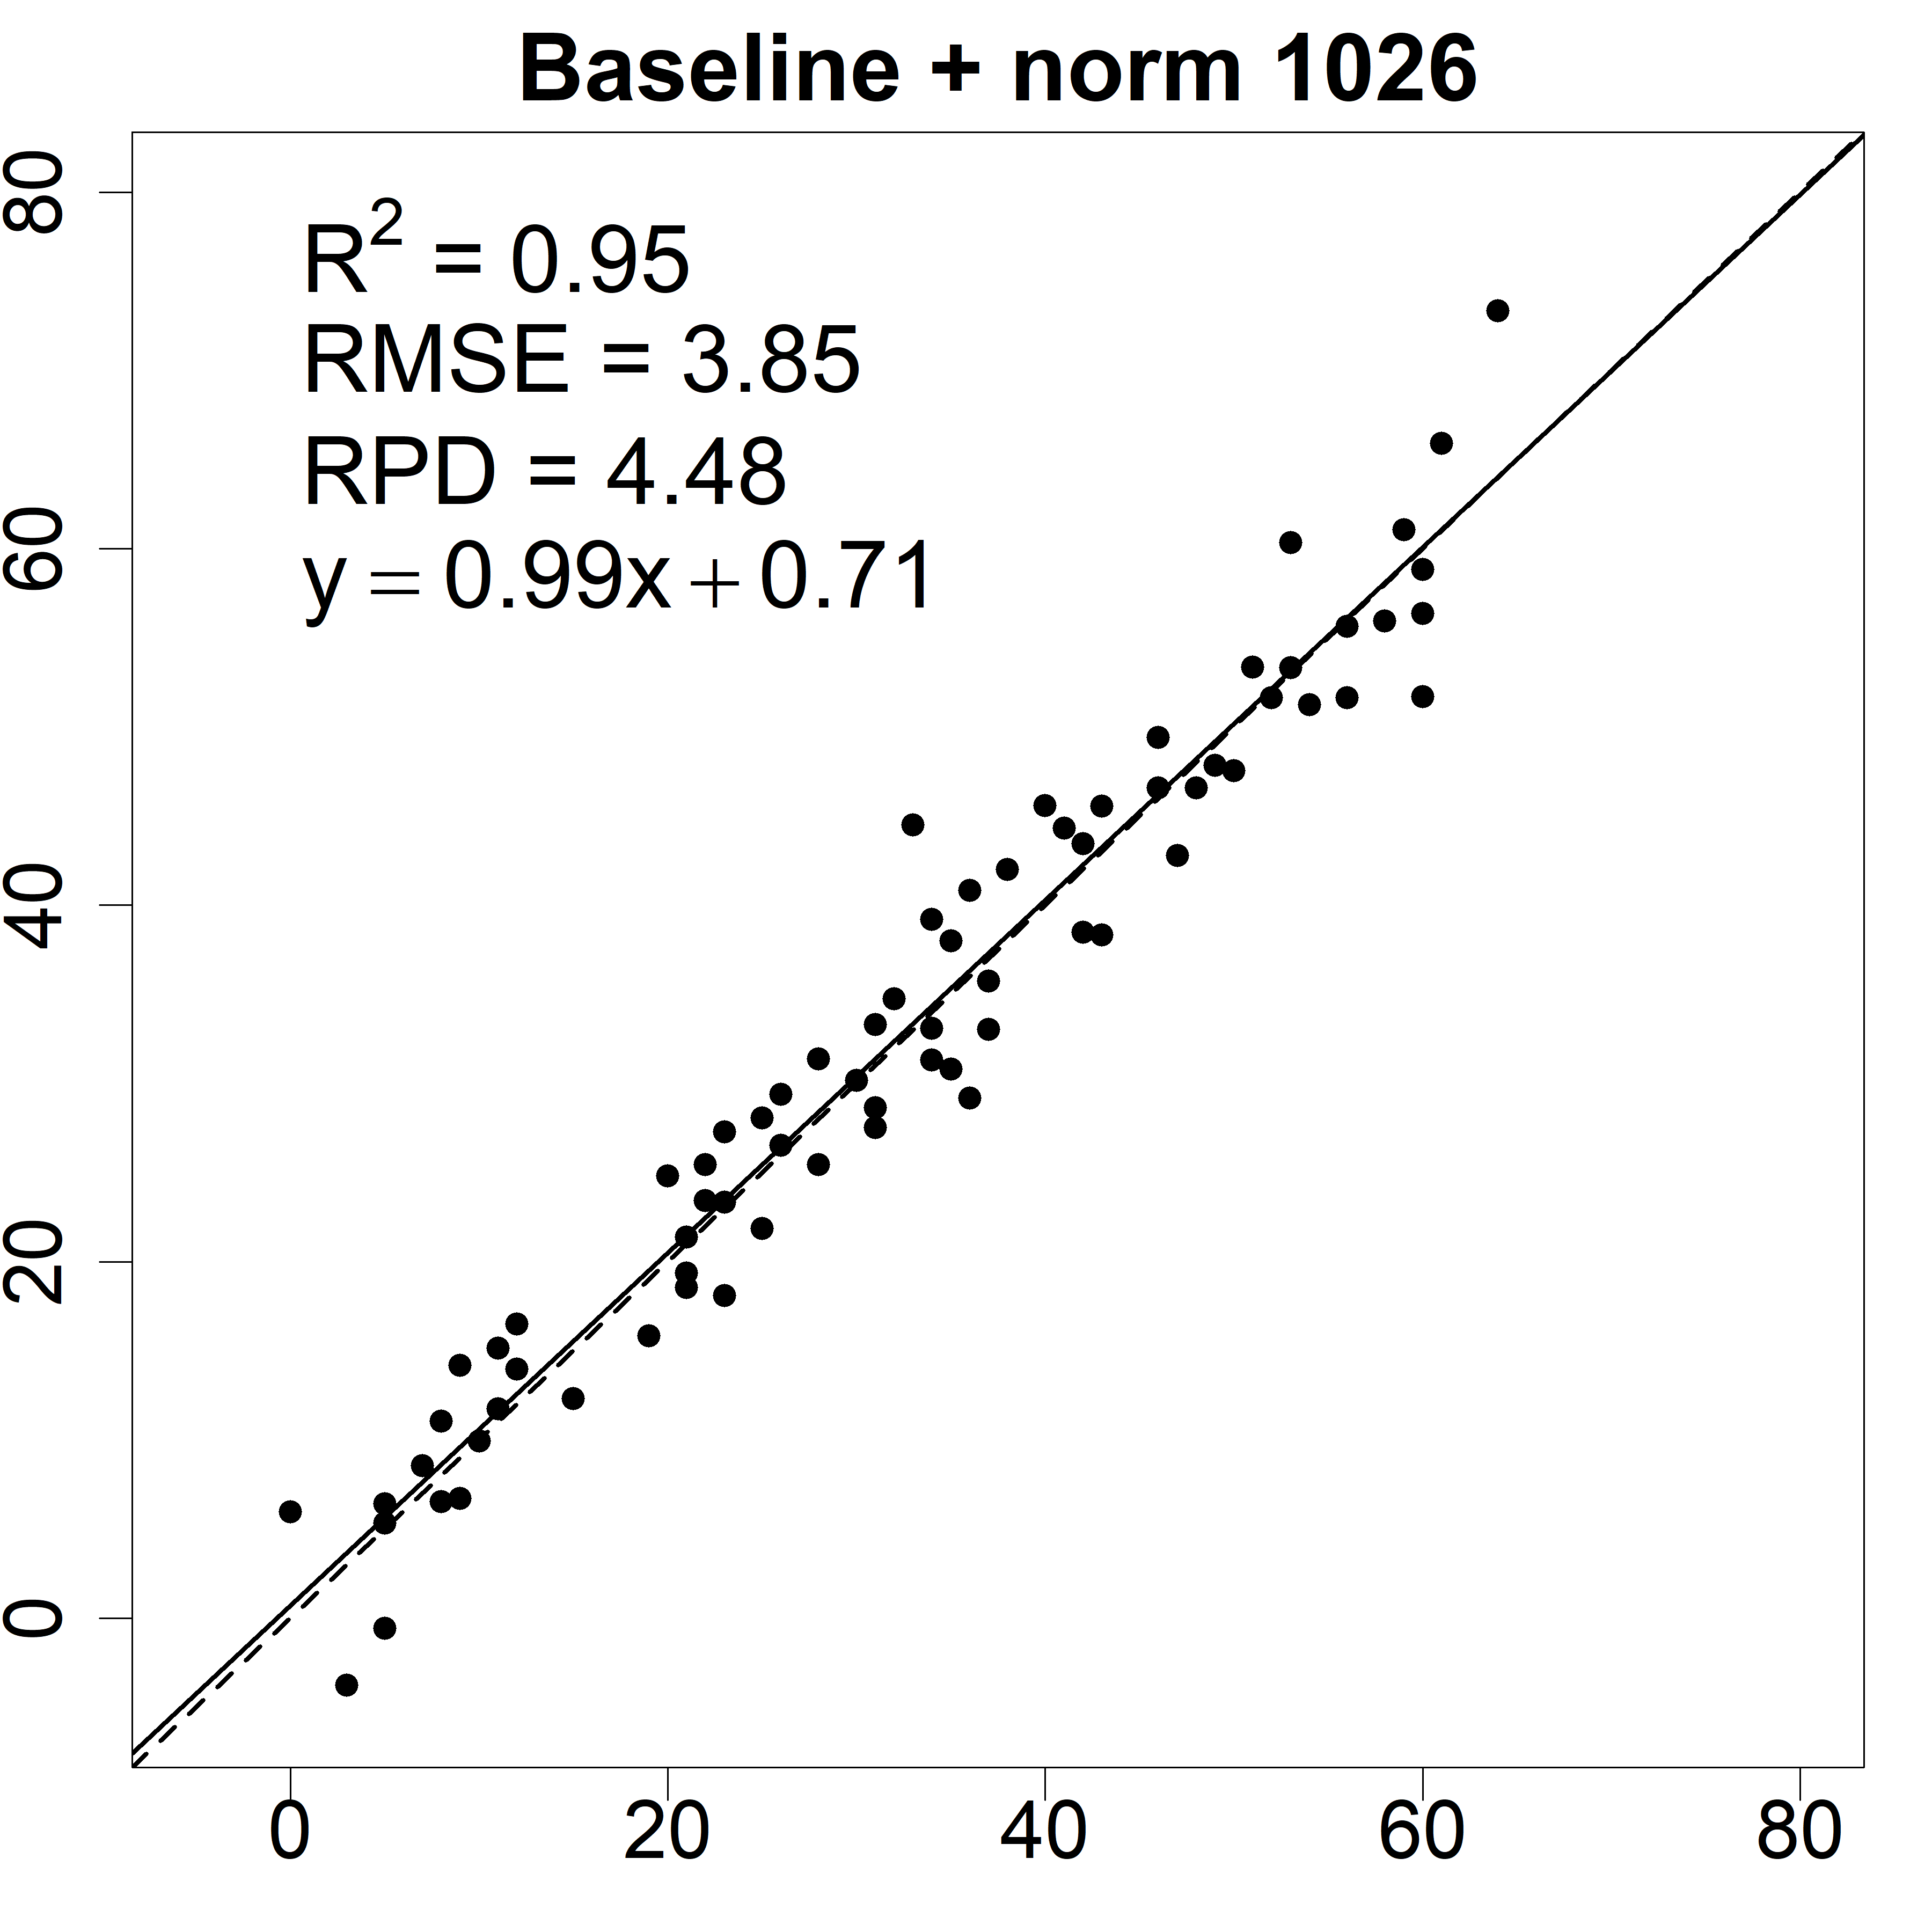 Baseline + norm 1026
R² = 0.95
RMSE = 3.85
RPD = 4.48
y = 0.99x + 0.71
80
60
40
20
0
0 20 40 60 80